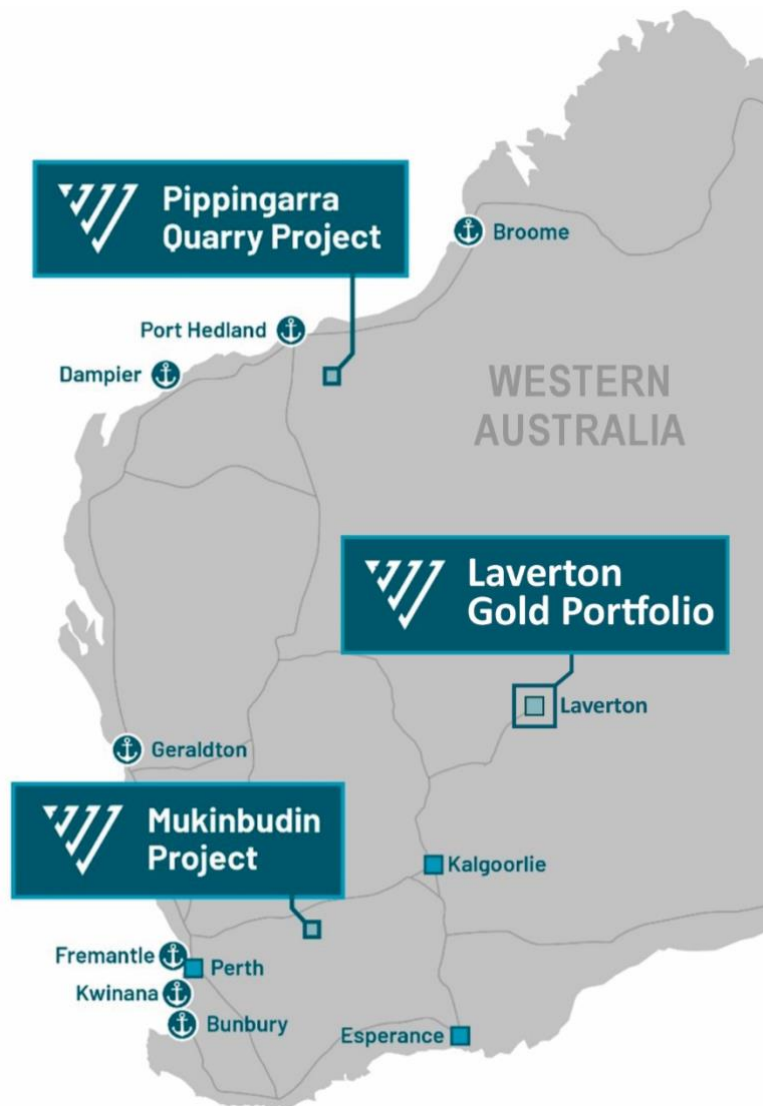 Pippingarra
Quarry Project
Broome
Port Hedland
Dampier
WESTERN
AUSTRALIA
Laverton
Gold Portfolio
Laverton
Geraldton
Mukinbudin
Project
Kalgoorlie
Fremantle
Perth
Kwinana
Bunbury
Esperance